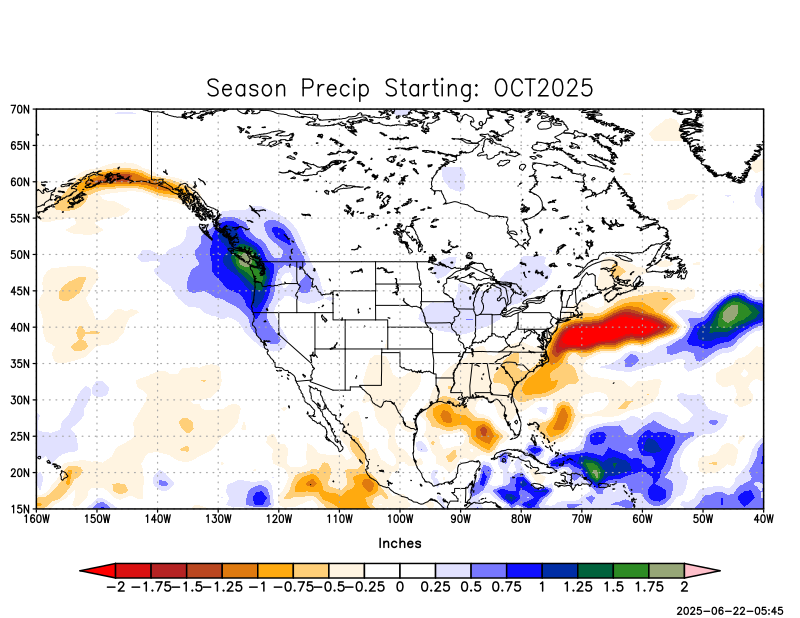 Season Precip Starting: OCT2025
70N
65N
60N
55N
50N
45N
40N
35N
30N
25N
20N
15N
160W 150W 140W 130W 120W 110W 100W 90W 80W 70W 60W 50W 40W
Inches
−2 −1.75 −1.5 −1.25 −1 −0.75 −0.5 −0.25 0 0.25 0.5 0.75 1 1.25 1.5 1.75 2
2025-06-22-05:45